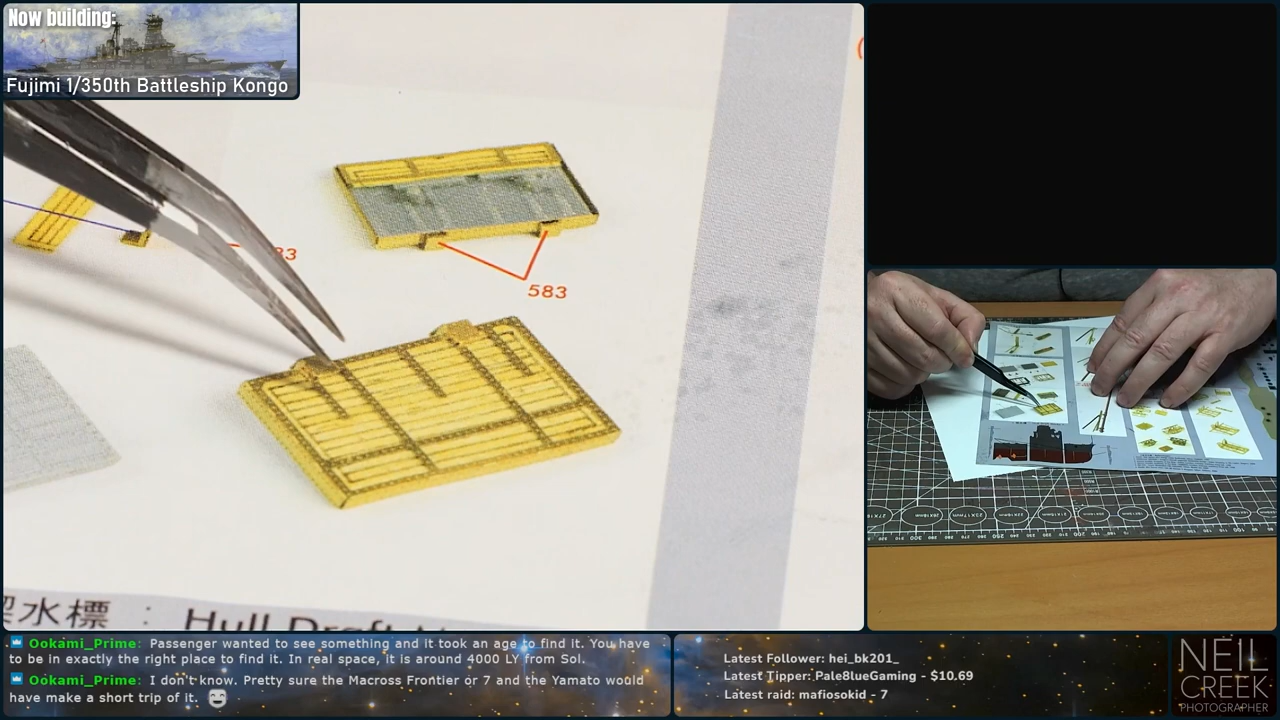 Now building:
Fujimi 1/350th Battleship Kongo
83
583
水標 : Hull Draft
Ookami_Prime: Passenger wanted to see something and it took an age to find it. You have
to be in exactly the right place to find it. In real space, it is around 4000 LY from Sol.
Ookami_Prime: I don't know. Pretty sure the Macross Frontier or 7 and the Yamato would
have make a short trip of it.
Latest Follower: hei_bk201_
Latest Tipper: Pale8lueGaming - $10.69
Latest raid: mafiosokid - 7
NEIL
CREEK
PHOTOGRAPHER